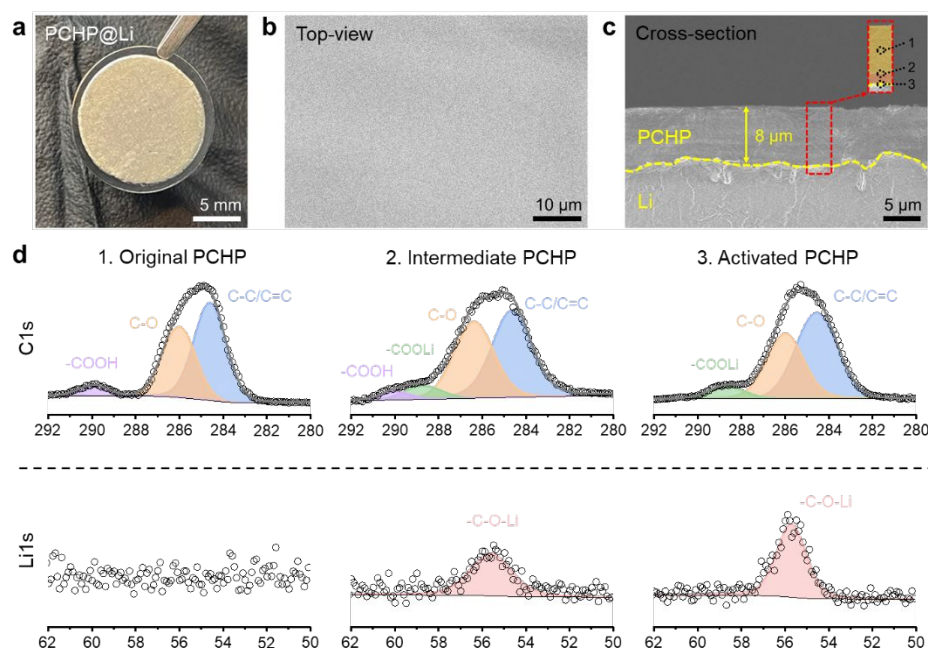 a PCHP@Li 5 mm
b Top-view 10 μm
c Cross-section 1 2 3 PCHP 8 μm Li 5 μm
d 1. Original PCHP 2. Intermediate PCHP 3. Activated PCHP
C1s
-COOH C-O C-C/C=C
-COOH -COOLi C-O C-C/C=C
-COOLi C-O C-C/C=C
292 290 288 286 284 282 280
292 290 288 286 284 282 280
292 290 288 286 284 282 280
Li1s
-C-O-Li
-C-O-Li
62 60 58 56 54 52 50
62 60 58 56 54 52 50
62 60 58 56 54 52 50